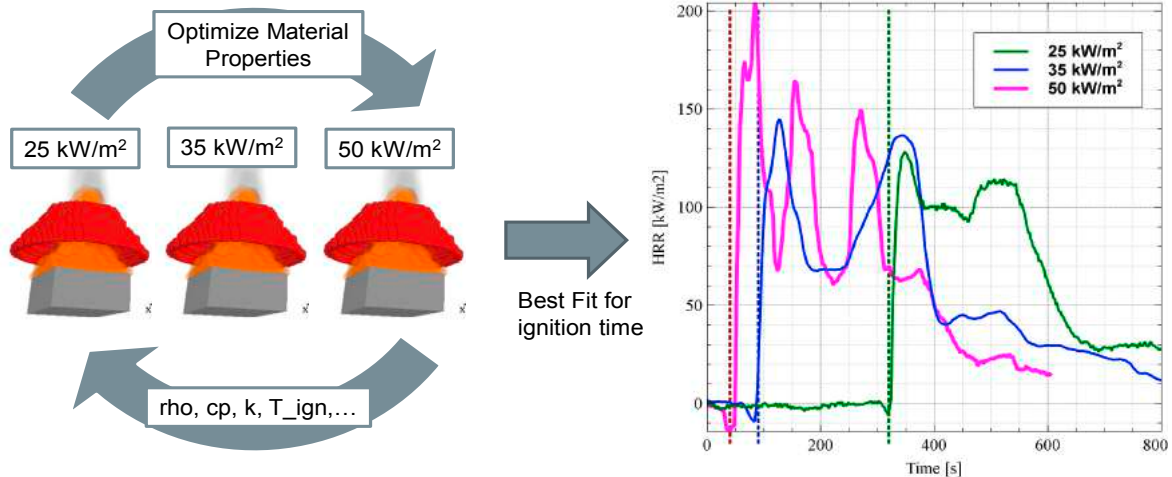 Optimize Material
Properties
25 kW/m²
35 kW/m²
50 kW/m²
rho, cp, k, T_ign,…
Best Fit for
ignition time
HRR [kW/m2]
200
150
100
50
0
25 kW/m²
35 kW/m²
50 kW/m²
0 200 400 600 800
Time [s]